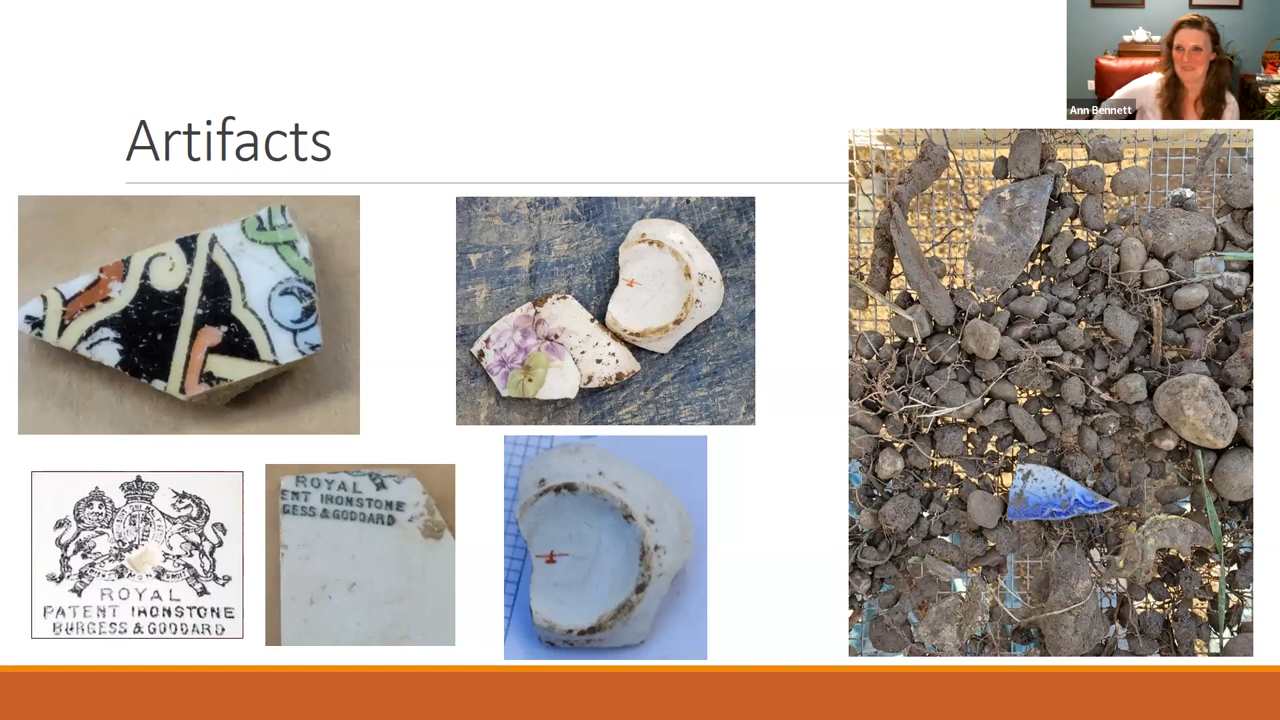 Ann Bennett
Artifacts
ROYAL
PATENT IRONSTONE
BURGESS & GODDARD
ROYAL
ENT IRONSTONE
GESS & GODDARD